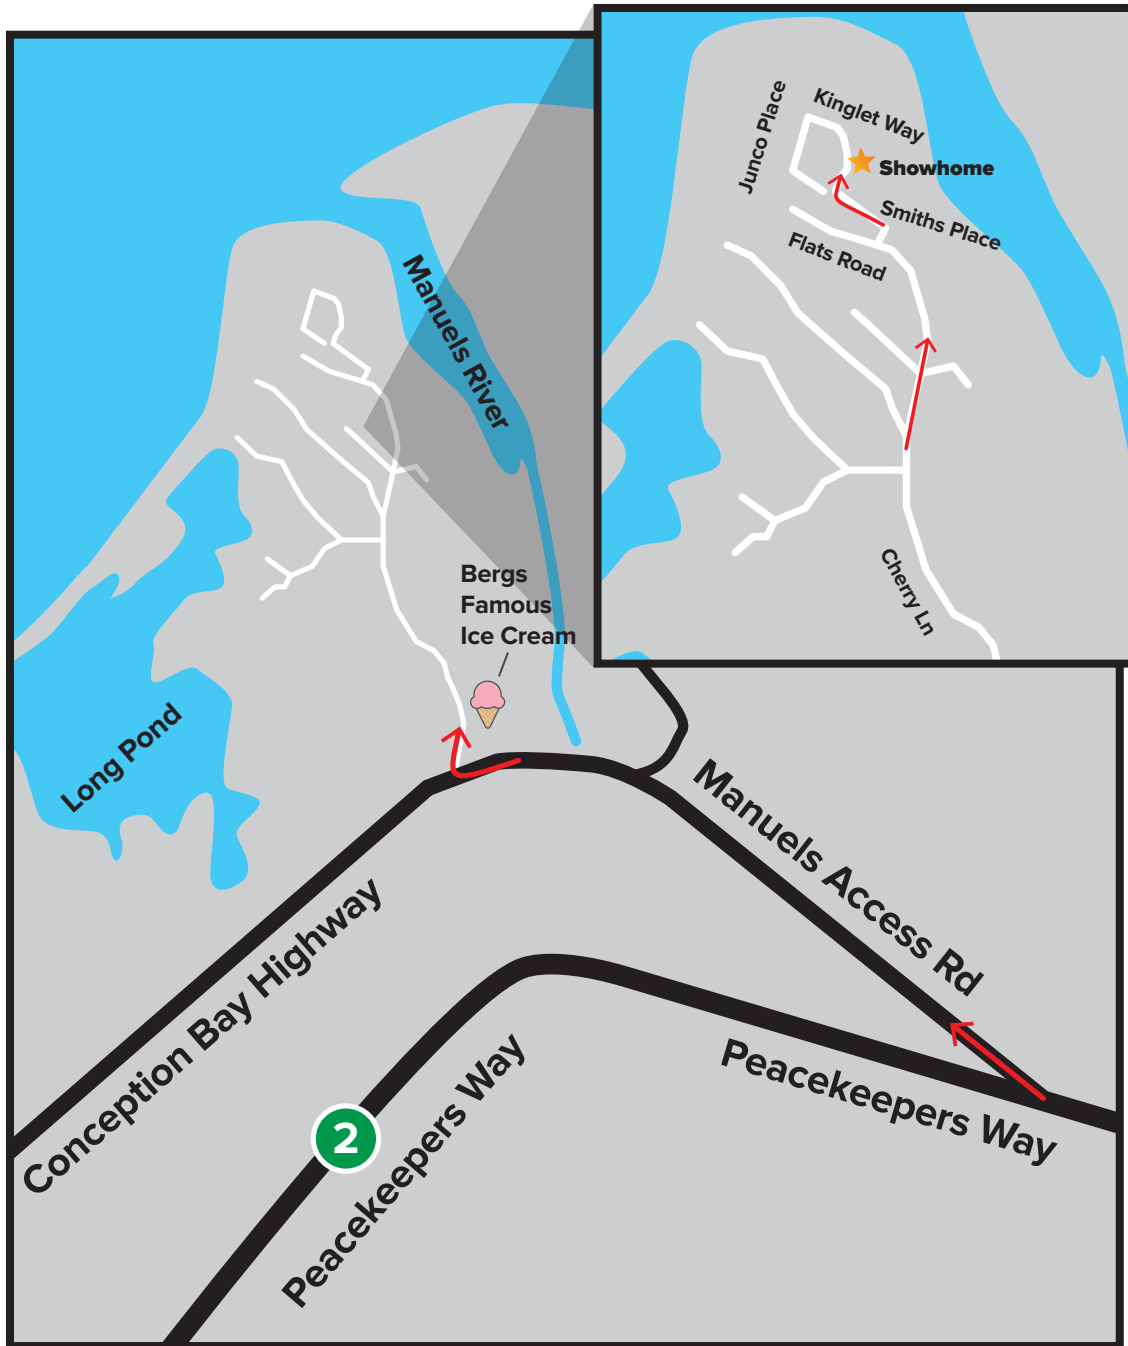 Junco Place
Kinglet Way
Showhome
Smiths Place
Flats Road
Cherry Ln
Manuels River
Bergs
Famous
Ice Cream
Long Pond
Manuels Access Rd
Conception Bay Highway
Peacekeepers Way
2
Peacekeepers Way